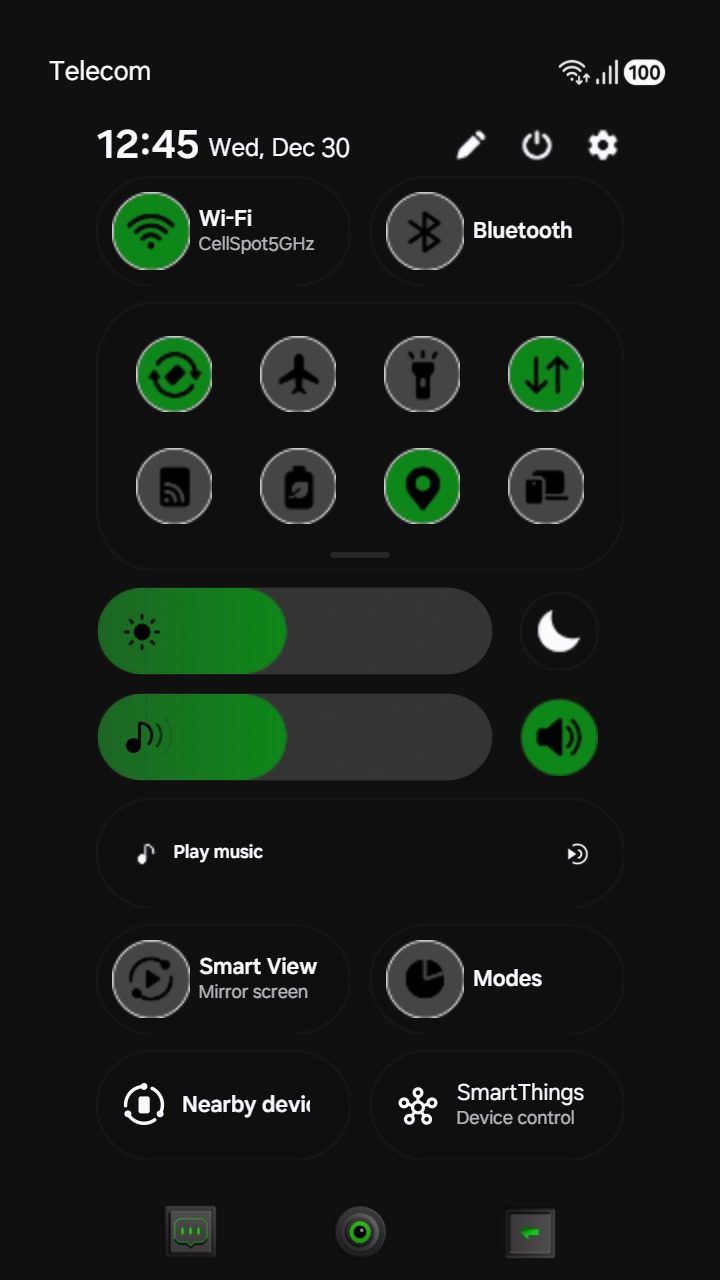 Telecom
100
12:45 Wed, Dec 30
Wi-Fi
CellSpot5GHz
Bluetooth
Play music
Smart View
Mirror screen
Modes
Nearby devi
SmartThings
Device control